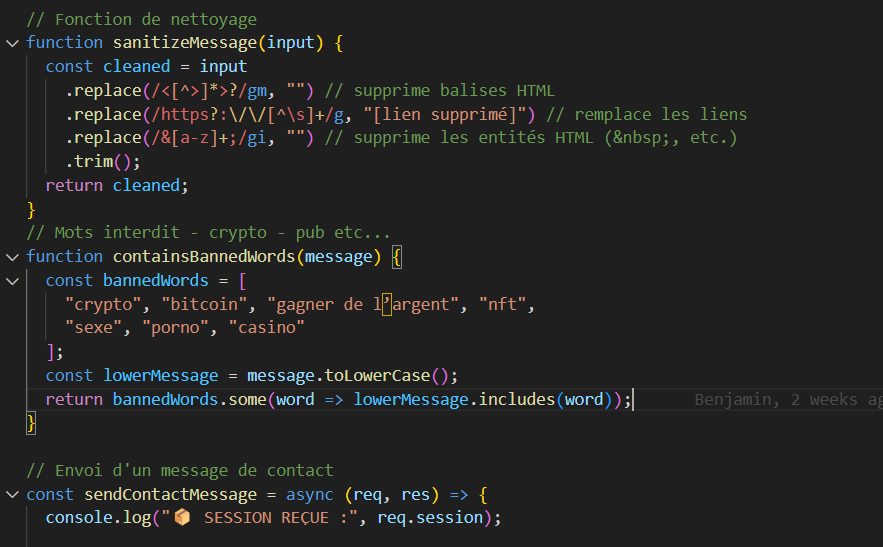 // Fonction de nettoyage
function sanitizeMessage(input) {
const cleaned = input
.replace(/<[^>]*>?/gm, "") // supprime balises HTML
.replace(/https?:\/\/[^\s]+/g, "[lien supprimé]") // remplace les liens
.replace(/&[a-z]+;/gi, "") // supprime les entités HTML (&nbsp;, etc.)
.trim();
return cleaned;
}
// Mots interdit - crypto - pub etc...
function containsBannedWords(message) {
const bannedWords = [
"crypto", "bitcoin", "gagner de l’argent", "nft",
"sexe", "porno", "casino"
];
const lowerMessage = message.toLowerCase();
return bannedWords.some(word => lowerMessage.includes(word)); Benjamin, 2 weeks ag
}
// Envoi d'un message de contact
const sendContactMessage = async (req, res) => {
console.log("📦 SESSION REÇUE :", req.session);